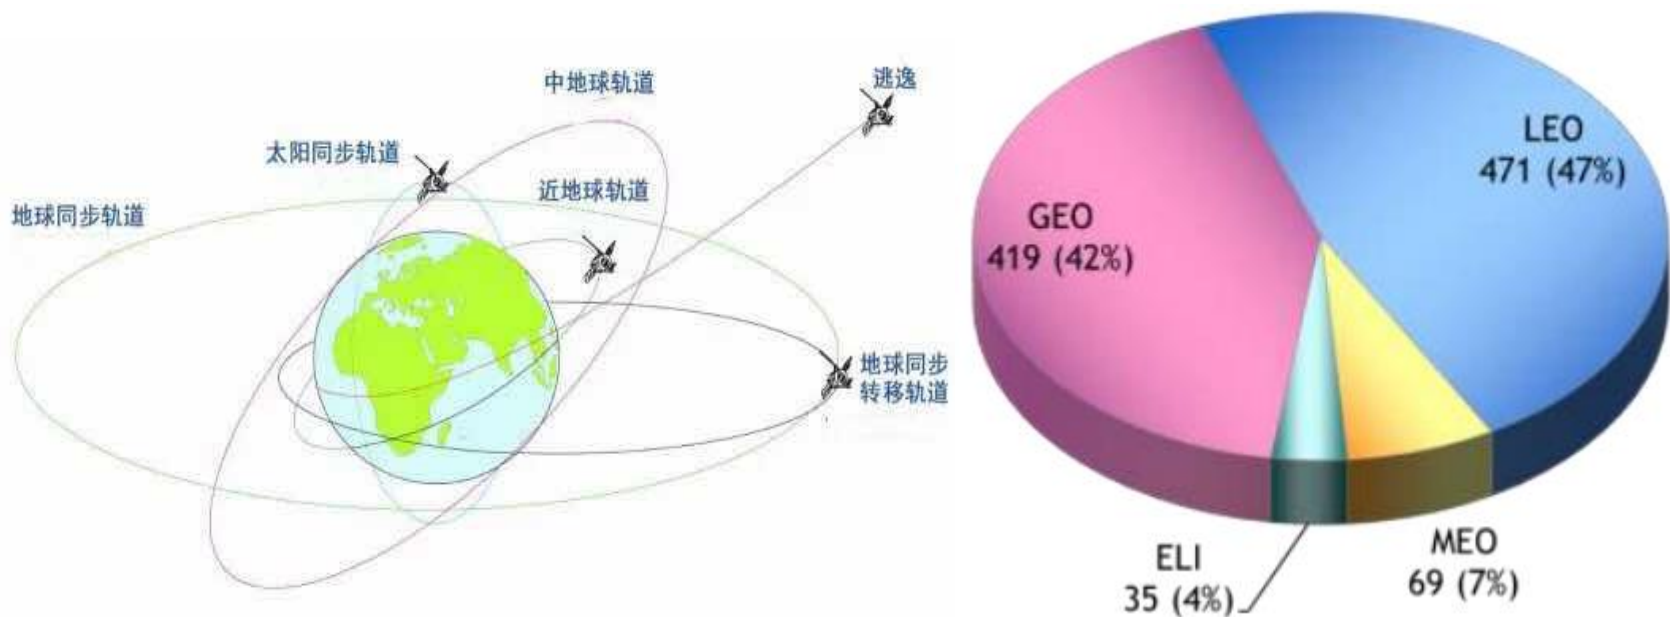 中地球轨道
逃逸
太阳同步轨道
近地球轨道
地球同步轨道
地球同步
转移轨道
LEO
471 (47%)
GEO
419 (42%)
ELI
35 (4%)
MEO
69 (7%)